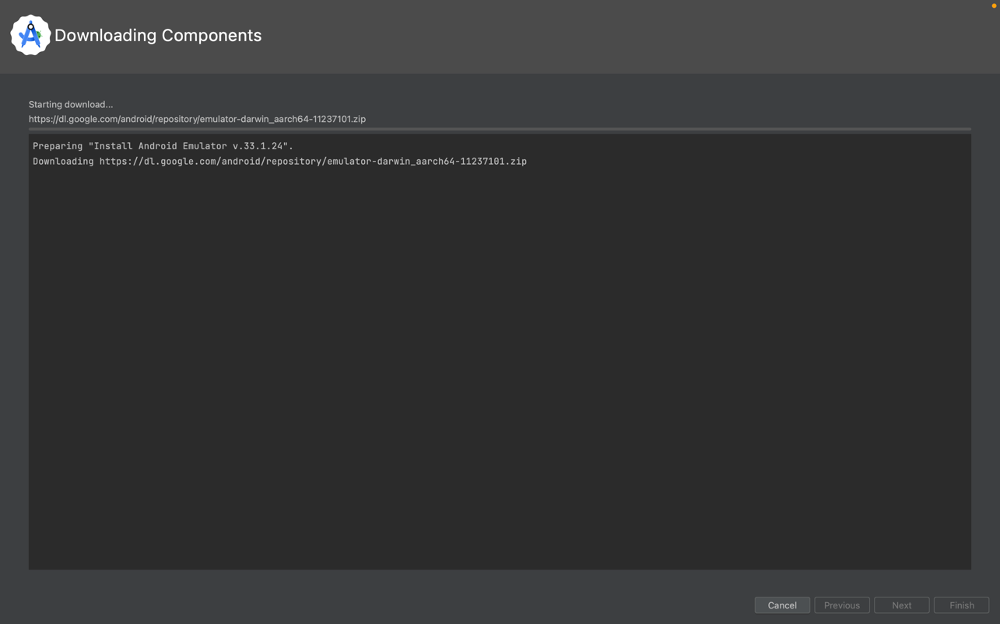 Downloading Components
Starting download...
https://dl.google.com/android/repository/emulator-darwin_aarch64-11237101.zip
Preparing "Install Android Emulator v.33.1.24".
Downloading https://dl.google.com/android/repository/emulator-darwin_aarch64-11237101.zip
Cancel Previous Next Finish